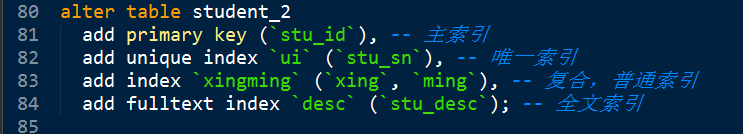 80 alter table student_2
81 add primary key (`stu_id`), -- 主索引
82 add unique index `ui` (`stu_sn`), -- 唯一索引
83 add index `xingming` (`xing`, `ming`), -- 复合，普通索引
84 add fulltext index `desc` (`stu_desc`); -- 全文索引
85